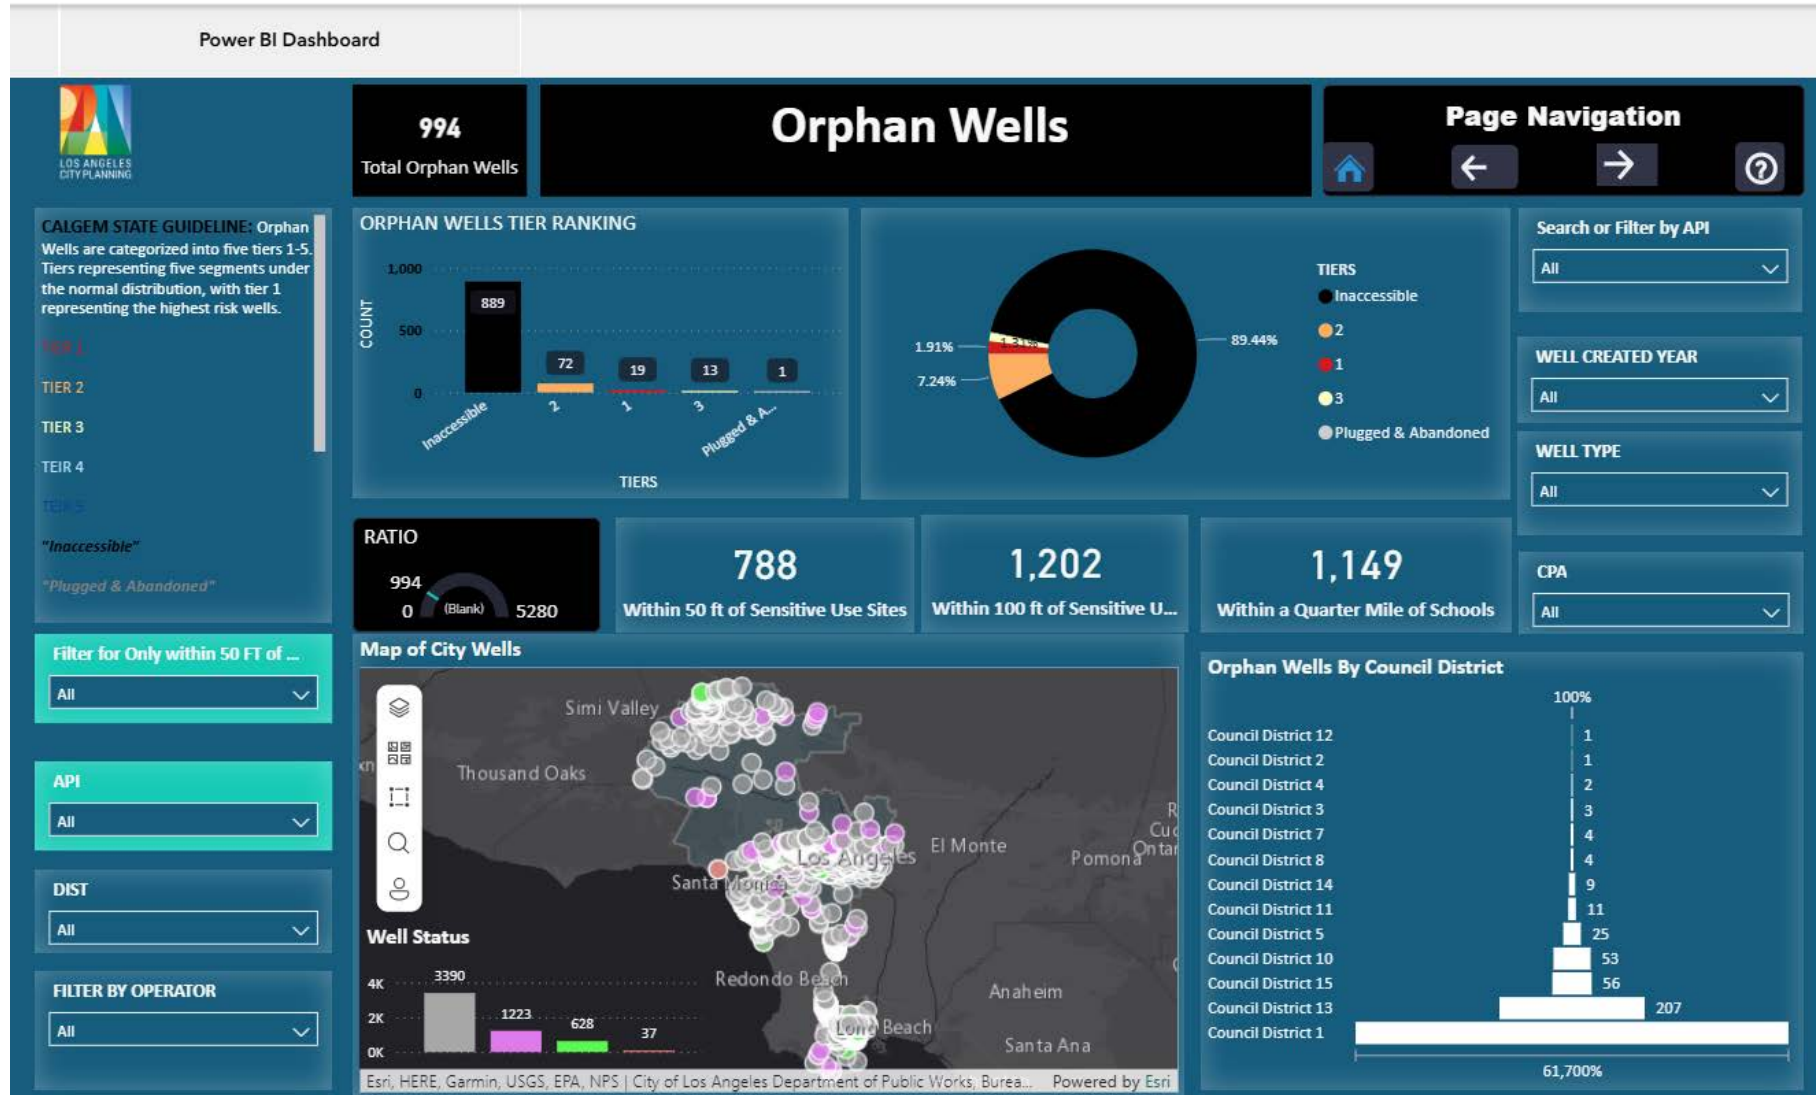 Power BI Dashboard
LOS ANGELES
CITY PLANNING
994
Total Orphan Wells
Orphan Wells
Page Navigation
CALGEM STATE GUIDELINE: Orphan
Wells are categorized into five tiers 1-5.
Tiers representing five segments under
the normal distribution, with tier 1
representing the highest risk wells.
TIER 1
TIER 2
TIER 3
TEIR 4
TEIR 5
"Inaccessible"
"Plugged & Abandoned"
ORPHAN WELLS TIER RANKING
COUNT
1,000
500
0
889
72
19
13
1
Inaccessible
2
1
3
Plugged & A...
TIERS
1.91%
1.31%
7.24%
89.44%
TIERS
Inaccessible
2
1
3
Plugged & Abandoned
Search or Filter by API
All
WELL CREATED YEAR
All
WELL TYPE
All
CPA
All
RATIO
994
0
(Blank)
5280
788
Within 50 ft of Sensitive Use Sites
1,202
Within 100 ft of Sensitive U...
1,149
Within a Quarter Mile of Schools
Filter for Only within 50 FT of ...
All
API
All
DIST
All
FILTER BY OPERATOR
All
Map of City Wells
Simi Valley
Thousand Oaks
Los Angeles
El Monte
Pomona
Ontar
Santa Monica
Redondo Beach
Anaheim
Long Beach
Santa Ana
Well Status
4K
2K
0K
3390
1223
628
37
Esri, HERE, Garmin, USGS, EPA, NPS | City of Los Angeles Department of Public Works, Burea... Powered by Esri
Orphan Wells By Council District
100%
Council District 12 1
Council District 2 1
Council District 4 2
Council District 3 3
Council District 7 4
Council District 8 4
Council District 14 9
Council District 11 11
Council District 5 25
Council District 10 53
Council District 15 56
Council District 13 207
Council District 1
61,700%